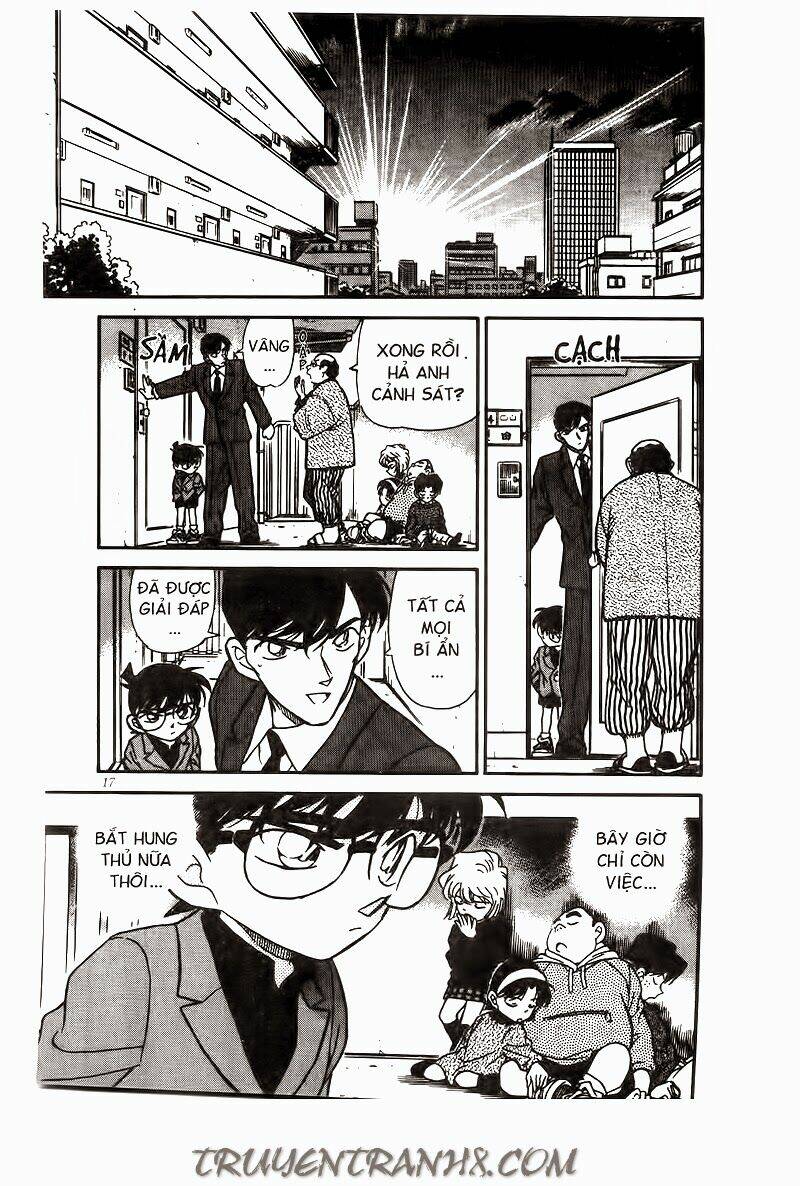 CẠCH
XONG RỒI
HẢ ANH
CẢNH SÁT?
VÂNG
...
SẦM
TẤT CẢ
MỌI
BÍ ẨN
...
ĐÃ ĐƯỢC
GIẢI ĐÁP
...
17
BÂY GIỜ
CHỈ CÒN
VIỆC...
BẮT HUNG
THỦ NỮA
THÔI...
TRUYENTRANH8.COM